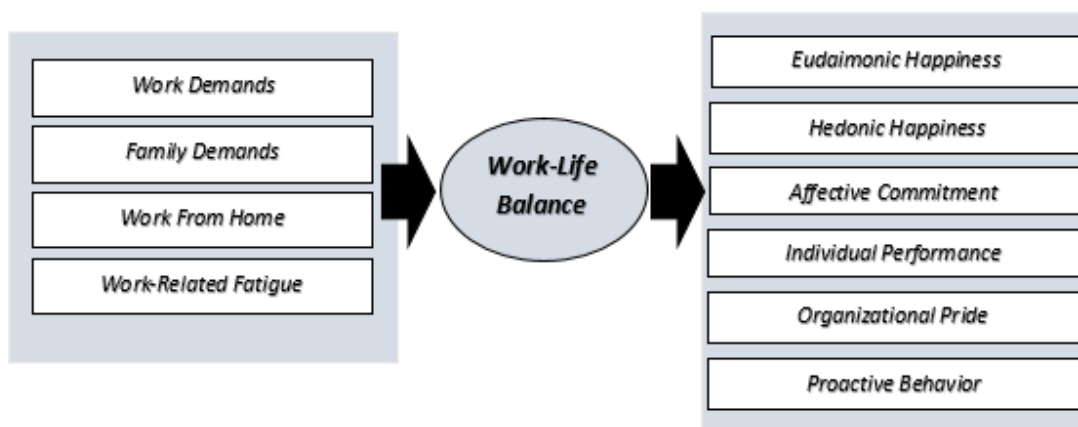 Work Demands
Family Demands
Work From Home
Work-Related Fatigue
Work-Life
Balance
Eudaimonic Happiness
Hedonic Happiness
Affective Commitment
Individual Performance
Organizational Pride
Proactive Behavior